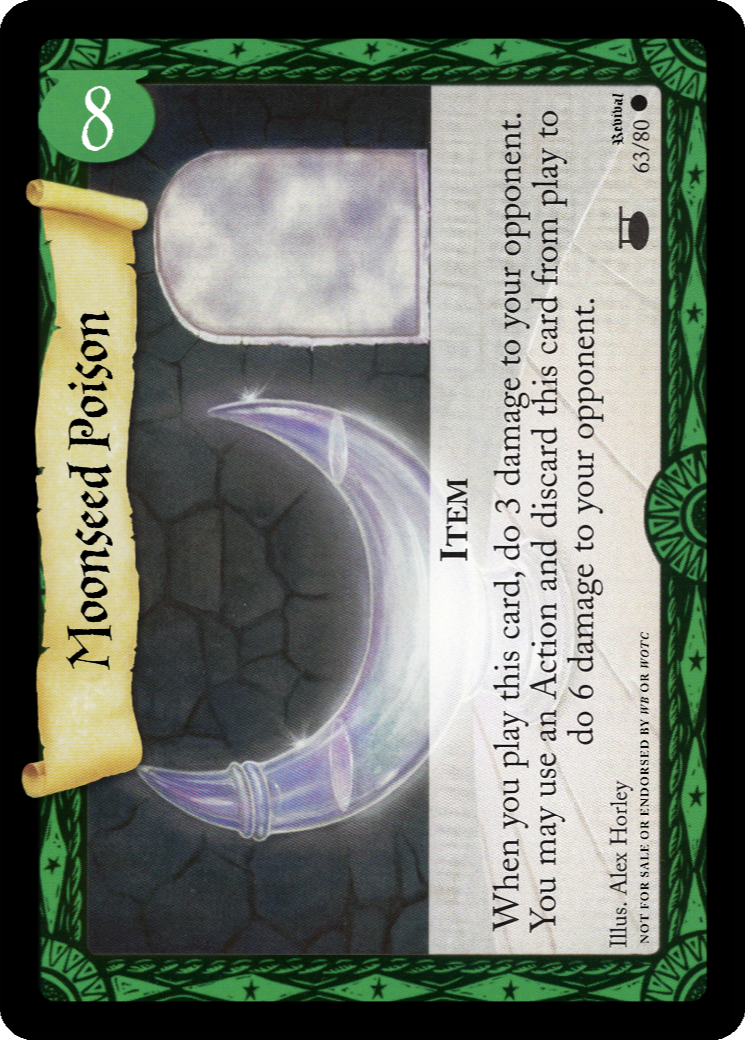 8
Moonseed Poison
ITEM
When you play this card, do 3 damage to your opponent.
You may use an Action and discard this card from play to
do 6 damage to your opponent.
Illus. Alex Horley
NOT FOR SALE OR ENDORSED BY WB OR WOTC
Revival
63/80